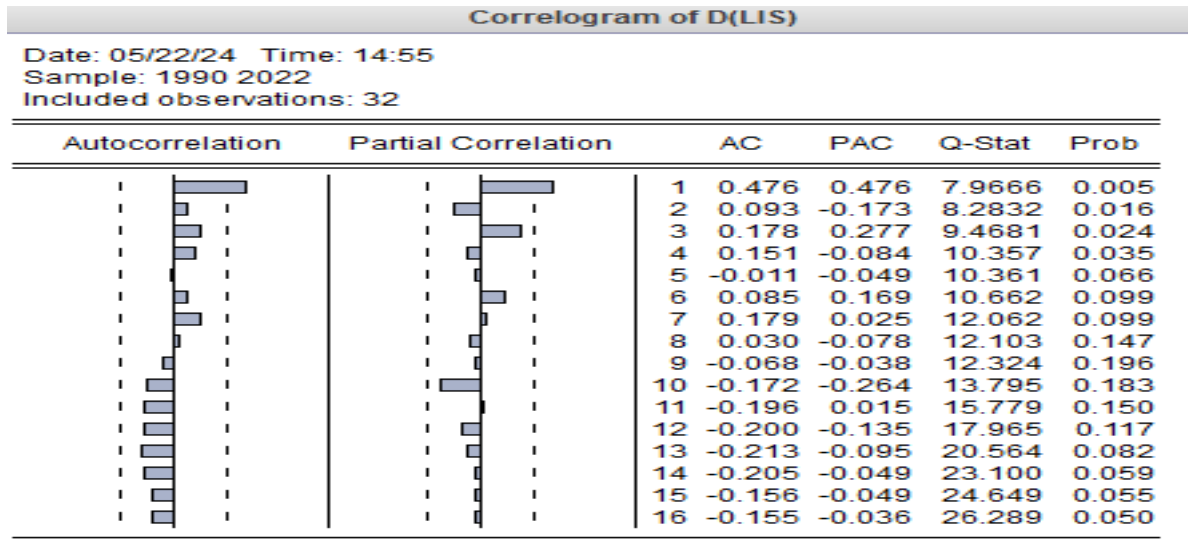 Correlogram of D(LIS)
Date: 05/22/24 Time: 14:55
Sample: 1990 2022
Included observations: 32
Autocorrelation Partial Correlation AC PAC Q-Stat Prob
1 0.476 0.476 7.9666 0.005
2 0.093 -0.173 8.2832 0.016
3 0.178 0.277 9.4681 0.024
4 0.151 -0.084 10.357 0.035
5 -0.011 -0.049 10.361 0.066
6 0.085 0.169 10.662 0.099
7 0.179 0.025 12.062 0.099
8 0.030 -0.078 12.103 0.147
9 -0.068 -0.038 12.324 0.196
10 -0.172 -0.264 13.795 0.183
11 -0.196 0.015 15.779 0.150
12 -0.200 -0.135 17.965 0.117
13 -0.213 -0.095 20.564 0.082
14 -0.205 -0.049 23.100 0.059
15 -0.156 -0.049 24.649 0.055
16 -0.155 -0.036 26.289 0.050